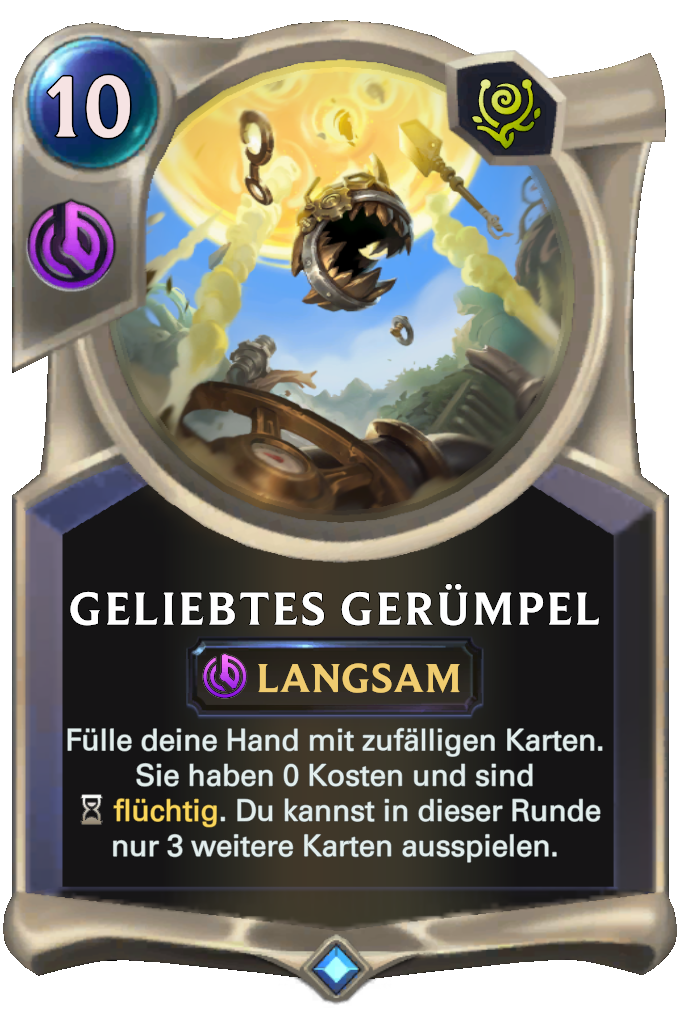 10
GELIEBTES GERÜMPEL
LANGSAM
Fülle deine Hand mit zufälligen Karten.
Sie haben 0 Kosten und sind
flüchtig. Du kannst in dieser Runde
nur 3 weitere Karten ausspielen.